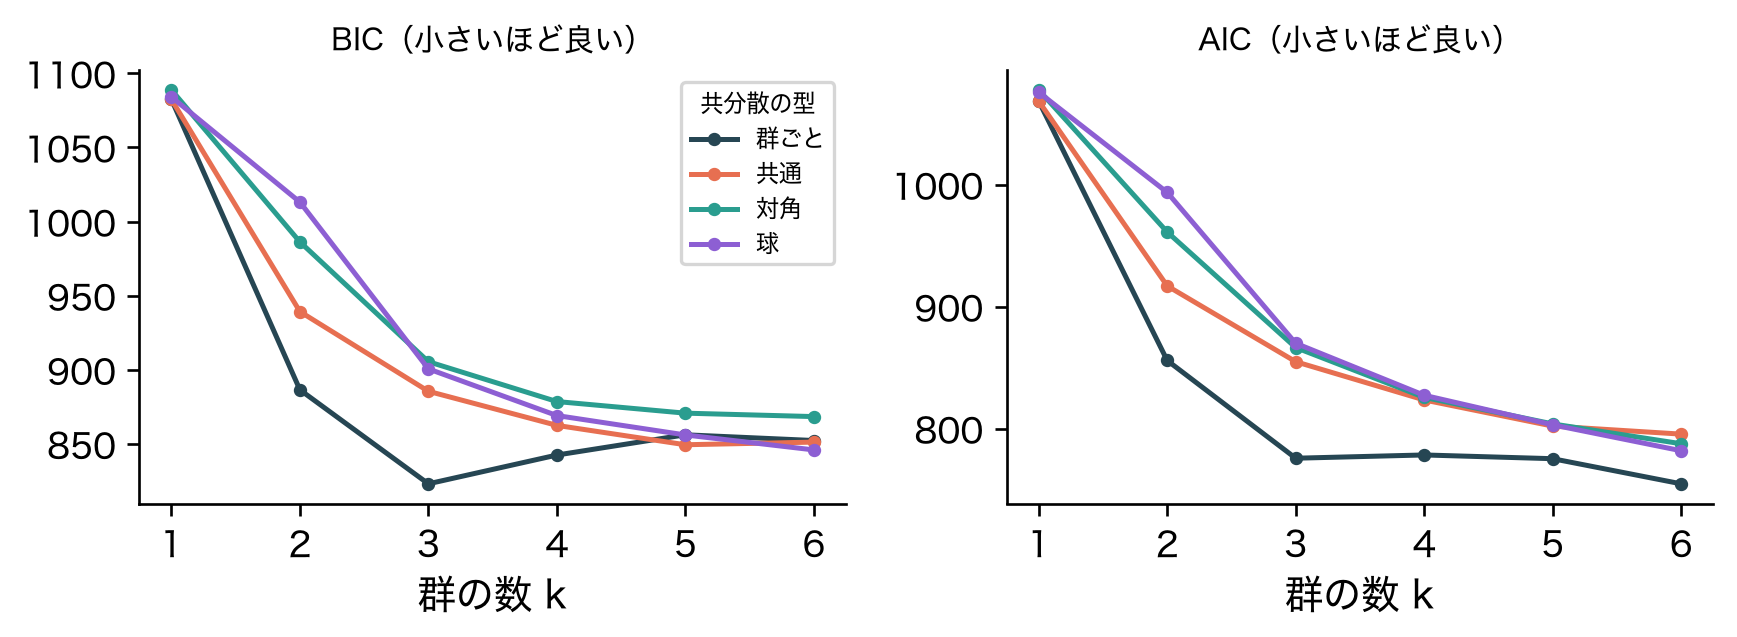 BIC（小さいほど良い）
1100
1050
1000
950
900
850
共分散の型
群ごと
共通
対角
球
1 2 3 4 5 6
群の数 k
AIC（小さいほど良い）
1000
900
800
1 2 3 4 5 6
群の数 k